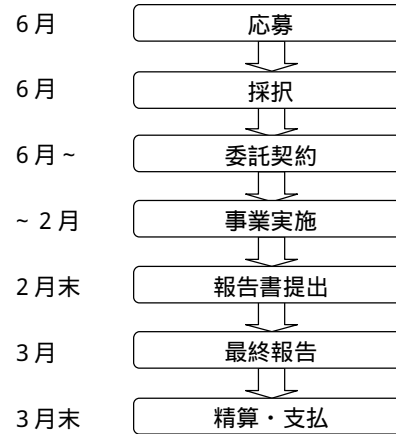 6月 応募
6月 採択
6月~ 委託契約
~2月 事業実施
2月末 報告書提出
3月 最終報告
3月末 精算・支払